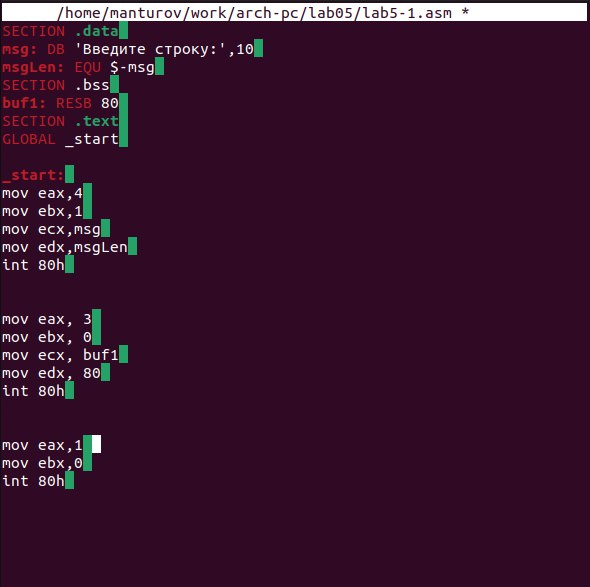 /home/manturov/work/arch-pc/lab05/lab5-1.asm *
SECTION .data
msg: DB 'Введите строку:',10
msgLen: EQU $-msg
SECTION .bss
buf1: RESB 80
SECTION .text
GLOBAL _start
_start:
mov eax,4
mov ebx,1
mov ecx,msg
mov edx,msgLen
int 80h
mov eax, 3
mov ebx, 0
mov ecx, buf1
mov edx, 80
int 80h
mov eax,1
mov ebx,0
int 80h